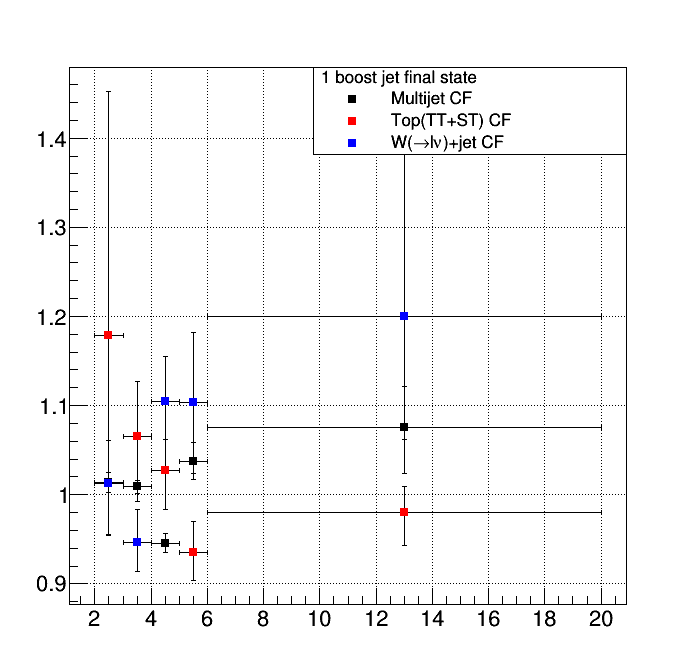 1 boost jet final state
Multijet CF
Top(TT+ST) CF
W(→lν)+jet CF
1.4
1.3
1.2
1.1
1
0.9
2 4 6 8 10 12 14 16 18 20